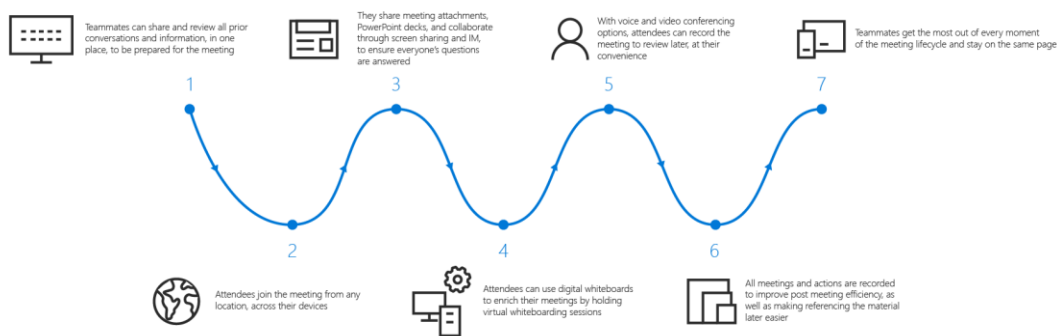 Teammates can share and review all prior
conversations and information, in one
place, to be prepared for the meeting
1
Attendees join the meeting from any
location, across their devices
2
They share meeting attachments,
PowerPoint decks, and collaborate
through screen sharing and IM,
to ensure everyone's questions
are answered
3
Attendees can use digital whiteboards
to enrich their meetings by holding
virtual whiteboarding sessions
4
With voice and video conferencing
options, attendees can record the
meeting to review later, at their
convenience
5
All meetings and actions are recorded
to improve post meeting efficiency, as
well as making referencing the material
later easier
6
Teammates get the most out of every moment
of the meeting lifecycle and stay on the same page
7